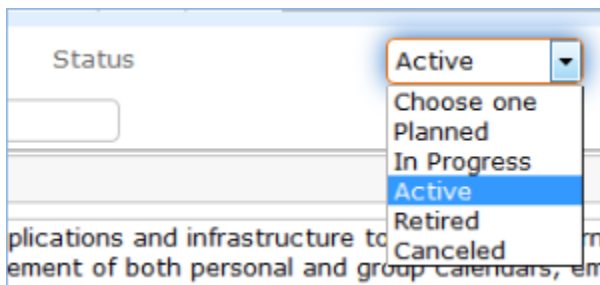 Status
Active
Choose one
Planned
In Progress
Active
Retired
Canceled
plications and infrastructure to
ement of both personal and group calendars, em